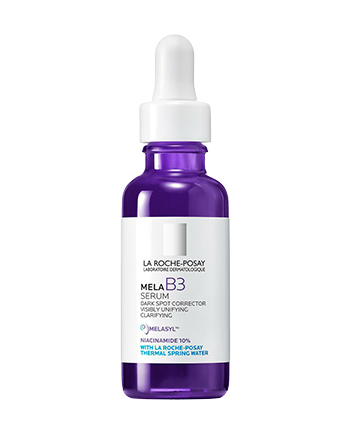 LA ROCHE-POSAY
LABORATOIRE DERMATOLOGIQUE
MELA B3
SERUM
DARK SPOT CORRECTOR
VISIBLY UNIFYING
CLARIFYING
MELASYL™
NIACINAMIDE 10%
WITH LA ROCHE-POSAY
THERMAL SPRING WATER